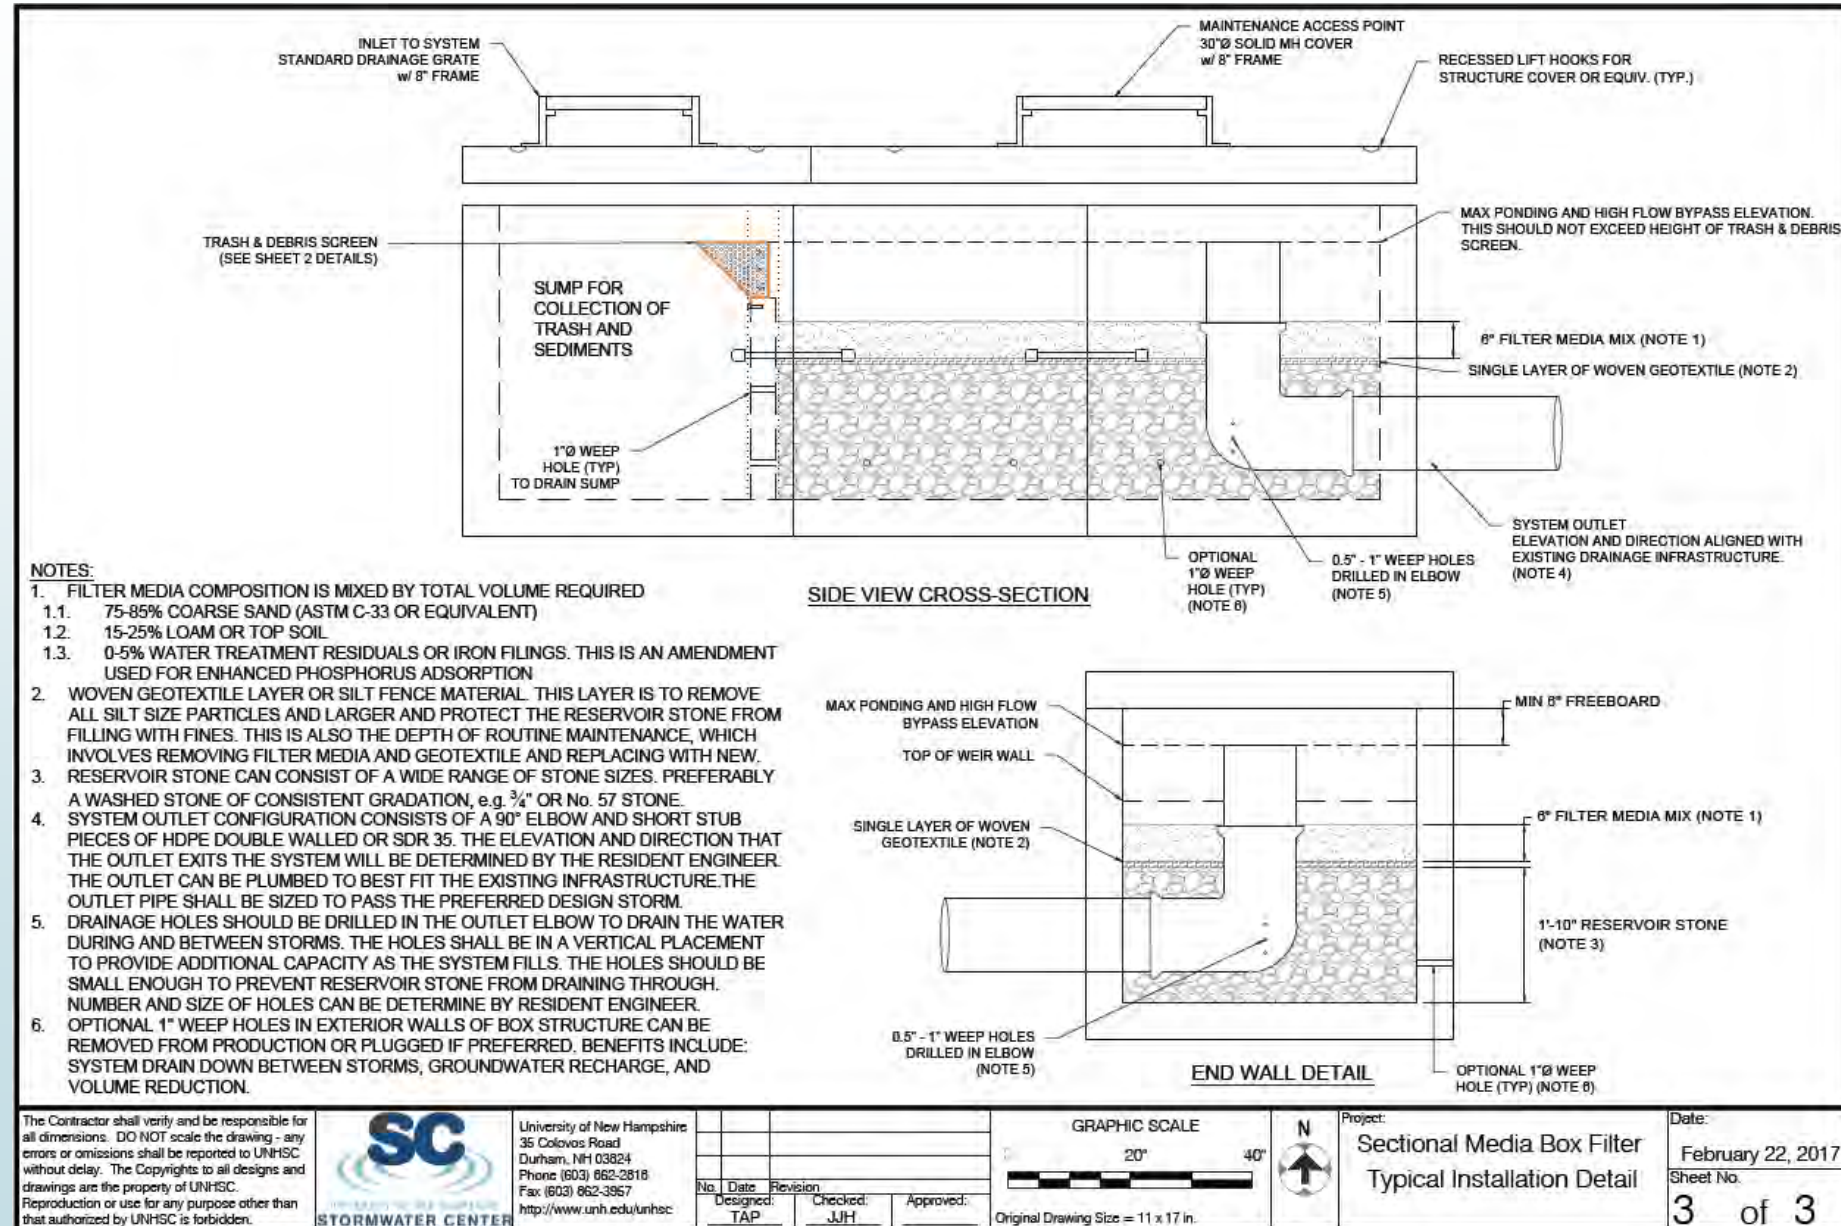 INLET TO SYSTEM
STANDARD DRAINAGE GRATE
w/ 8" FRAME
MAINTENANCE ACCESS POINT
30"Ø SOLID MH COVER
w/ 8" FRAME
RECESSED LIFT HOOKS FOR
STRUCTURE COVER OR EQUIV. (TYP.)
TRASH & DEBRIS SCREEN
(SEE SHEET 2 DETAILS)
MAX PONDING AND HIGH FLOW BYPASS ELEVATION.
THIS SHOULD NOT EXCEED HEIGHT OF TRASH & DEBRIS
SCREEN.
SUMP FOR
COLLECTION OF
TRASH AND
SEDIMENTS
6" FILTER MEDIA MIX (NOTE 1)
SINGLE LAYER OF WOVEN GEOTEXTILE (NOTE 2)
1"Ø WEEP
HOLE (TYP)
TO DRAIN SUMP
SYSTEM OUTLET
ELEVATION AND DIRECTION ALIGNED WITH
EXISTING DRAINAGE INFRASTRUCTURE.
(NOTE 4)
OPTIONAL
1"Ø WEEP
HOLE (TYP)
(NOTE 6)
0.5" - 1" WEEP HOLES
DRILLED IN ELBOW
(NOTE 5)
SIDE VIEW CROSS-SECTION
NOTES:
1. FILTER MEDIA COMPOSITION IS MIXED BY TOTAL VOLUME REQUIRED
1.1. 75-85% COARSE SAND (ASTM C-33 OR EQUIVALENT)
1.2. 15-25% LOAM OR TOP SOIL
1.3. 0-5% WATER TREATMENT RESIDUALS OR IRON FILINGS. THIS IS AN AMENDMENT
USED FOR ENHANCED PHOSPHORUS ADSORPTION
2. WOVEN GEOTEXTILE LAYER OR SILT FENCE MATERIAL. THIS LAYER IS TO REMOVE
ALL SILT SIZE PARTICLES AND LARGER AND PROTECT THE RESERVOIR STONE FROM
FILLING WITH FINES. THIS IS ALSO THE DEPTH OF ROUTINE MAINTENANCE, WHICH
INVOLVES REMOVING FILTER MEDIA AND GEOTEXTILE AND REPLACING WITH NEW.
3. RESERVOIR STONE CAN CONSIST OF A WIDE RANGE OF STONE SIZES. PREFERABLY
A WASHED STONE OF CONSISTENT GRADATION, e.g. ¾" OR No. 57 STONE.
4. SYSTEM OUTLET CONFIGURATION CONSISTS OF A 90° ELBOW AND SHORT STUB
PIECES OF HDPE DOUBLE WALLED OR SDR 35. THE ELEVATION AND DIRECTION THAT
THE OUTLET EXITS THE SYSTEM WILL BE DETERMINED BY THE RESIDENT ENGINEER.
THE OUTLET CAN BE PLUMBED TO BEST FIT THE EXISTING INFRASTRUCTURE.THE
OUTLET PIPE SHALL BE SIZED TO PASS THE PREFERRED DESIGN STORM.
5. DRAINAGE HOLES SHOULD BE DRILLED IN THE OUTLET ELBOW TO DRAIN THE WATER
DURING AND BETWEEN STORMS. THE HOLES SHALL BE IN A VERTICAL PLACEMENT
TO PROVIDE ADDITIONAL CAPACITY AS THE SYSTEM FILLS. THE HOLES SHOULD BE
SMALL ENOUGH TO PREVENT RESERVOIR STONE FROM DRAINING THROUGH.
NUMBER AND SIZE OF HOLES CAN BE DETERMINE BY RESIDENT ENGINEER.
6. OPTIONAL 1" WEEP HOLES IN EXTERIOR WALLS OF BOX STRUCTURE CAN BE
REMOVED FROM PRODUCTION OR PLUGGED IF PREFERRED. BENEFITS INCLUDE:
SYSTEM DRAIN DOWN BETWEEN STORMS, GROUNDWATER RECHARGE, AND
VOLUME REDUCTION.
MAX PONDING AND HIGH FLOW
BYPASS ELEVATION
TOP OF WEIR WALL
SINGLE LAYER OF WOVEN
GEOTEXTILE (NOTE 2)
MIN 6" FREEBOARD
6" FILTER MEDIA MIX (NOTE 1)
1'-10" RESERVOIR STONE
(NOTE 3)
0.5" - 1" WEEP HOLES
DRILLED IN ELBOW
(NOTE 5)
END WALL DETAIL
OPTIONAL 1"Ø WEEP
HOLE (TYP) (NOTE 6)
The Contractor shall verify and be responsible for
all dimensions. DO NOT scale the drawing - any
errors or omissions shall be reported to UNHSC
without delay. The Copyrights to all designs and
drawings are the property of UNHSC.
Reproduction or use for any purpose other than
that authorized by UNHSC is forbidden.
SC
STORMWATER CENTER
University of New Hampshire
35 Colovos Road
Durham, NH 03824
Phone (603) 862-2818
Fax (603) 862-3957
http://www.unh.edu/unhsc
No. Date Revision
Designed: Checked: Approved:
TAP JJH
GRAPHIC SCALE
20" 40"
Original Drawing Size = 11 x 17 in.
N
Project:
Sectional Media Box Filter
Typical Installation Detail
Date:
February 22, 2017
Sheet No.
3 of 3